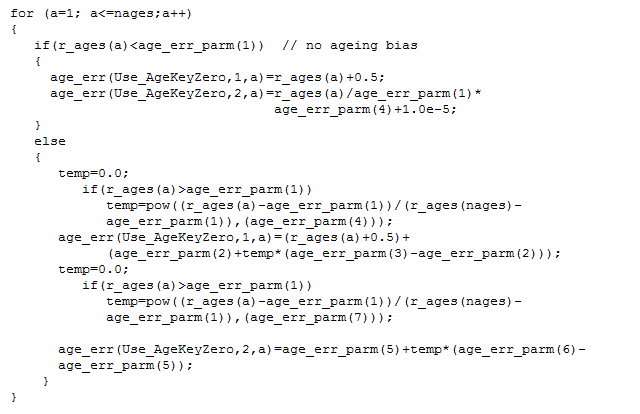 for (a=1; a<=nages;a++)
{
if(r_ages(a)<age_err_parm(1))  // no ageing bias
{
age_err(Use_AgeKeyZero,1,a)=r_ages(a)+0.5;
age_err(Use_AgeKeyZero,2,a)=r_ages(a)/age_err_parm(1)*
age_err_parm(4)+1.0e-5;
}
else
{
temp=0.0;
if(r_ages(a)>age_err_parm(1))
temp=pow((r_ages(a)-age_err_parm(1))/(r_ages(nages)-
age_err_parm(1)),(age_err_parm(4)));
age_err(Use_AgeKeyZero,1,a)=(r_ages(a)+0.5)+
(age_err_parm(2)+temp*(age_err_parm(3)-age_err_parm(2)));
temp=0.0;
if(r_ages(a)>age_err_parm(1))
temp=pow((r_ages(a)-age_err_parm(1))/(r_ages(nages)-
age_err_parm(1)),(age_err_parm(7)));
age_err(Use_AgeKeyZero,2,a)=age_err_parm(5)+temp*(age_err_parm(6)-
age_err_parm(5));
}
}